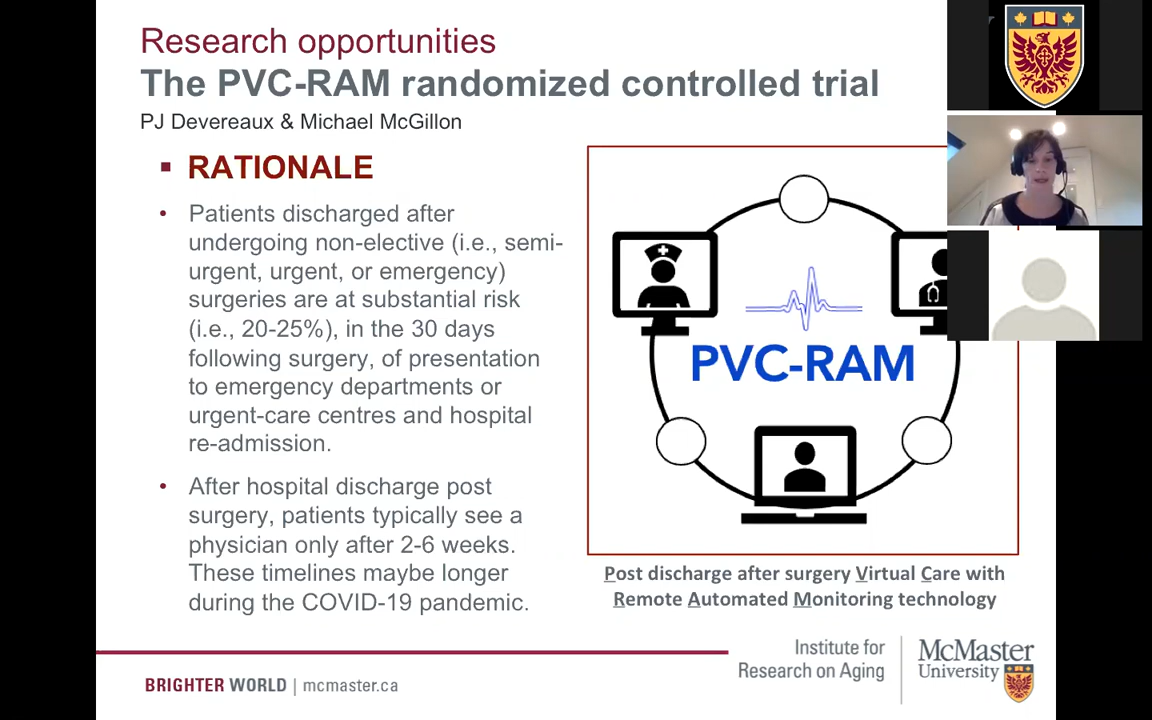 Research opportunities
The PVC-RAM randomized controlled trial
PJ Devereaux & Michael McGillon
RATIONALE
Patients discharged after
undergoing non-elective (i.e., semi-
urgent, urgent, or emergency)
surgeries are at substantial risk
(i.e., 20-25%), in the 30 days
following surgery, of presentation
to emergency departments or
urgent-care centres and hospital
re-admission.
After hospital discharge post
surgery, patients typically see a
physician only after 2-6 weeks.
These timelines maybe longer
during the COVID-19 pandemic.
PVC-RAM
Post discharge after surgery Virtual Care with
Remote Automated Monitoring technology
Institute for
Research on Aging
McMaster
University
BRIGHTER WORLD | mcmaster.ca